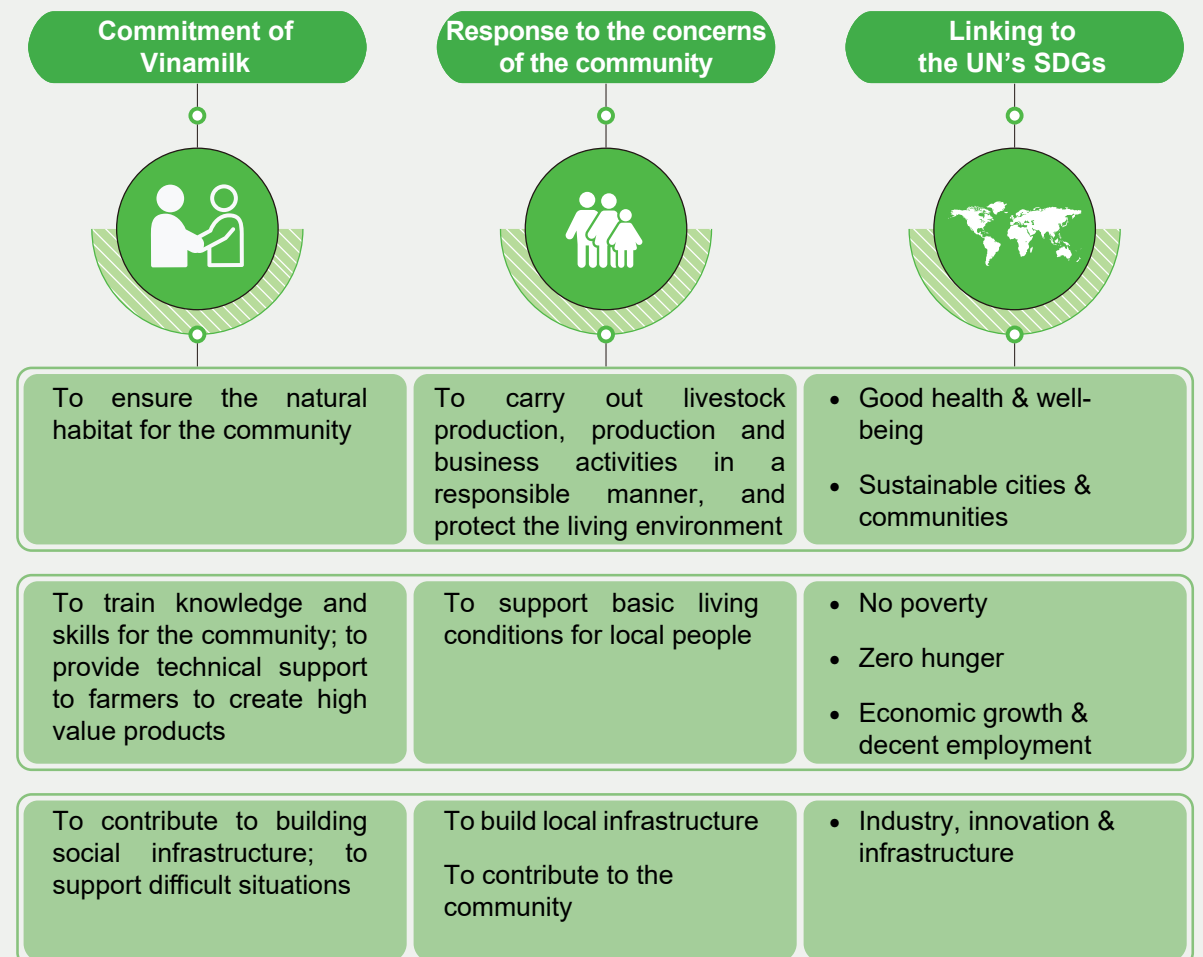 Commitment of
Vinamilk
Response to the concerns
of the community
Linking to
the UN's SDGs
To ensure the natural
habitat for the community
To carry out livestock
production, production and
business activities in a
responsible manner, and
protect the living environment
• Good health & well-
being
• Sustainable cities &
communities
To train knowledge and
skills for the community; to
provide technical support
to farmers to create high
value products
To support basic living
conditions for local people
• No poverty
• Zero hunger
• Economic growth &
decent employment
To contribute to building
social infrastructure; to
support difficult situations
To build local infrastructure
To contribute to the
community
• Industry, innovation &
infrastructure